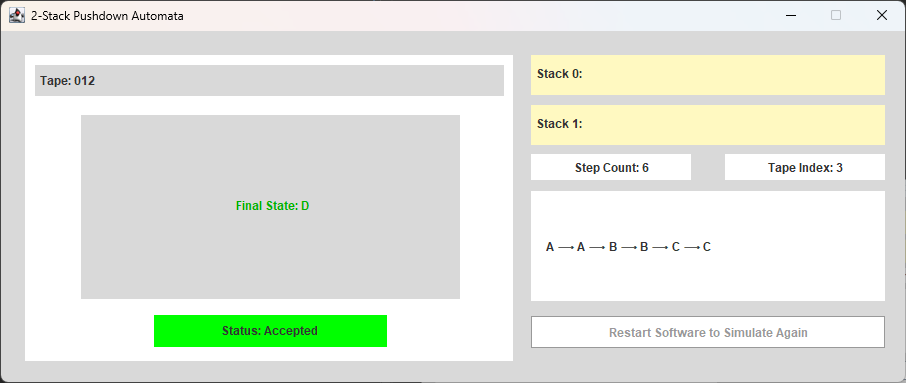 2-Stack Pushdown Automata
Tape: 012
Final State: D
Status: Accepted
Stack 0:
Stack 1:
Step Count: 6
Tape Index: 3
A → A → B → B → C → C
Restart Software to Simulate Again